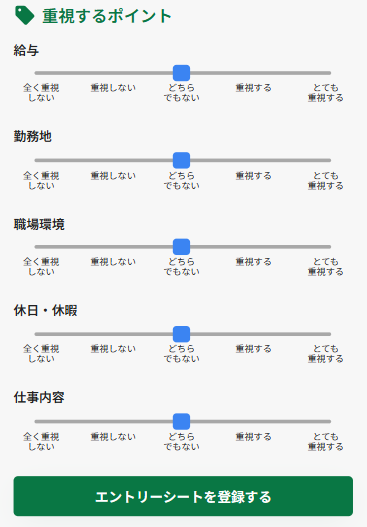 重視するポイント
給与
全く重視 重視しない どちら 重視する とても
しない でもない 重視する
勤務地
全く重視 重視しない どちら 重視する とても
しない でもない 重視する
職場環境
全く重視 重視しない どちら 重視する とても
しない でもない 重視する
休日・休暇
全く重視 重視しない どちら 重視する とても
しない でもない 重視する
仕事内容
全く重視 重視しない どちら 重視する とても
しない でもない 重視する
エントリーシートを登録する